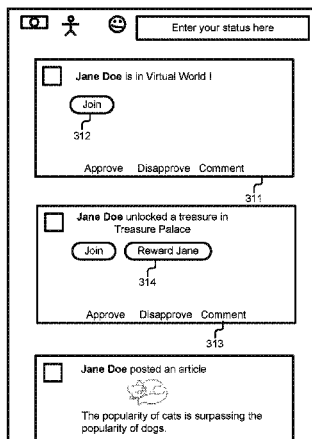 Enter your status here
Jane Doe is in Virtual World !
Join
312
Approve Disapprove Comment
311
Jane Doe unlocked a treasure in
Treasure Palace
Join Reward Jane
314
Approve Disapprove Comment
313
Jane Doe posted an article
The popularity of cats is surpassing the
popularity of dogs.